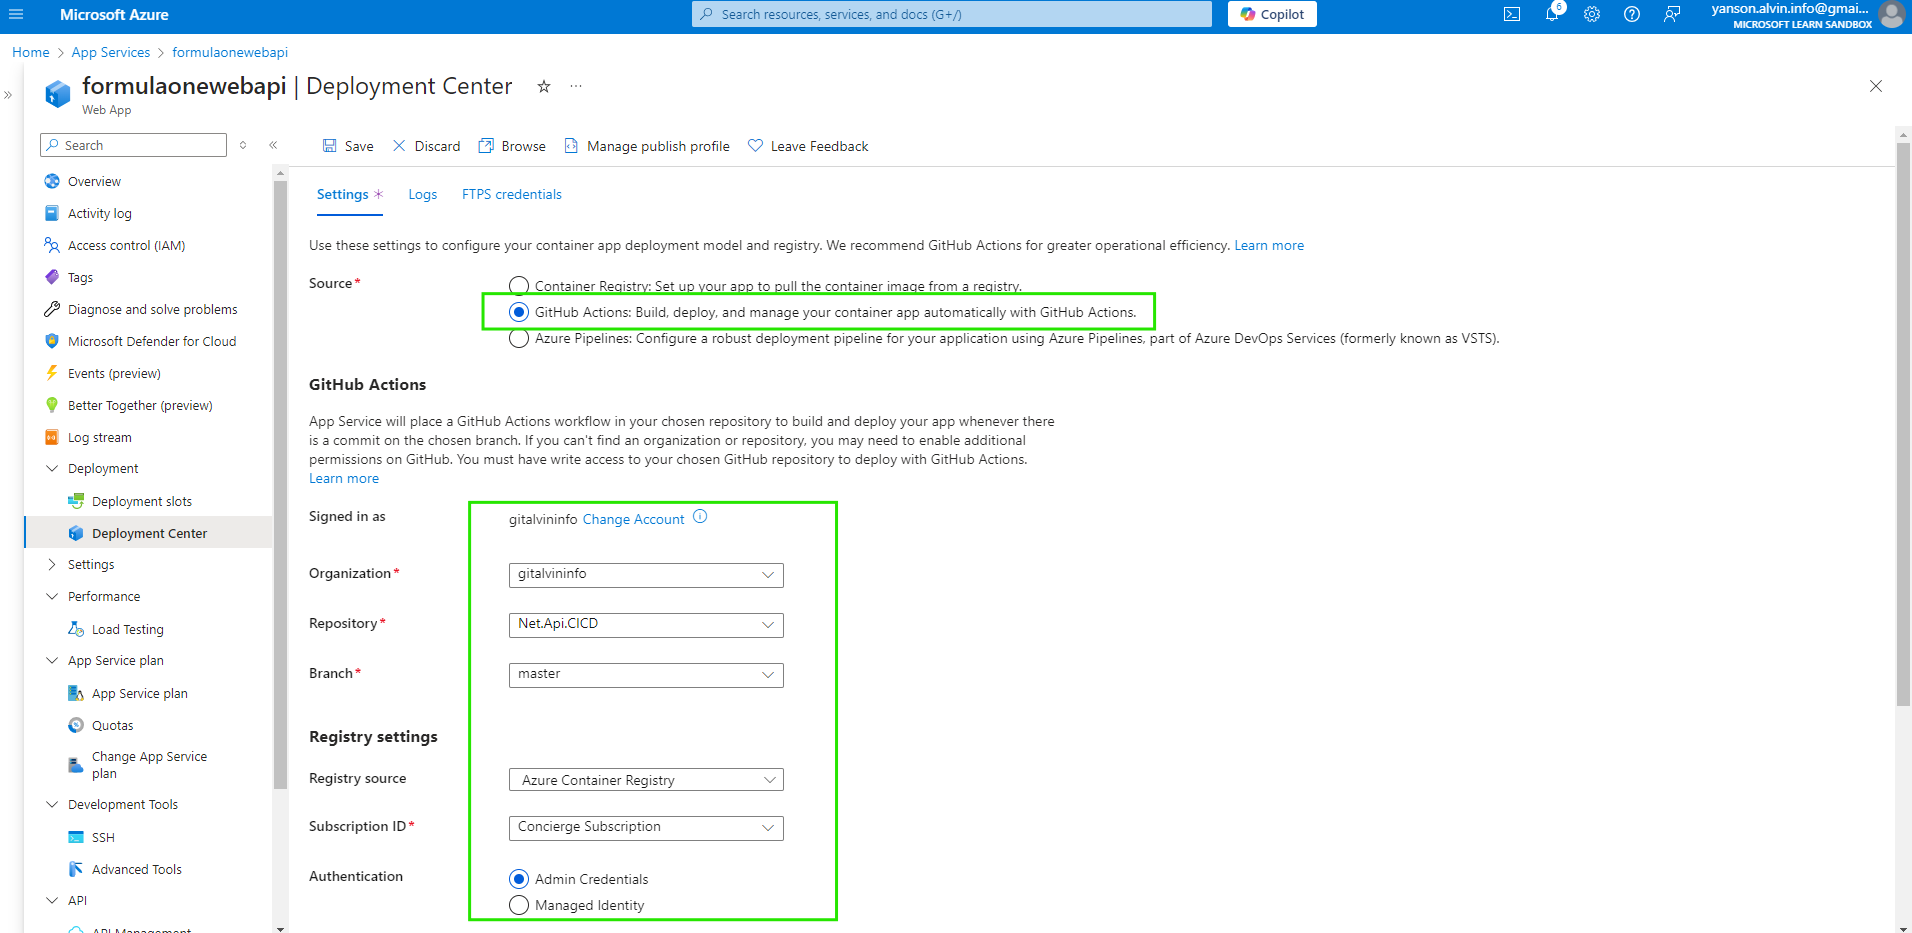 Microsoft Azure
Search resources, services, and docs (G+/)
Copilot
6
yanson.alvin.info@gmai...
MICROSOFT LEARN SANDBOX
Home > App Services > formulaonewebapi
formulaonewebapi | Deployment Center
Web App
Search
Save
Discard
Browse
Manage publish profile
Leave Feedback
Overview
Activity log
Access control (IAM)
Tags
Diagnose and solve problems
Microsoft Defender for Cloud
Events (preview)
Better Together (preview)
Log stream
Deployment
Deployment slots
Deployment Center
Settings
Performance
Load Testing
App Service plan
App Service plan
Quotas
Change App Service
plan
Development Tools
SSH
Advanced Tools
API
API Management
Settings *
Logs
FTPS credentials
Use these settings to configure your container app deployment model and registry. We recommend GitHub Actions for greater operational efficiency. Learn more
Source*
Container Registry: Set up your app to pull the container image from a registry.
GitHub Actions: Build, deploy, and manage your container app automatically with GitHub Actions.
Azure Pipelines: Configure a robust deployment pipeline for your application using Azure Pipelines, part of Azure DevOps Services (formerly known as VSTS).
GitHub Actions
App Service will place a GitHub Actions workflow in your chosen repository to build and deploy your app whenever there
is a commit on the chosen branch. If you can't find an organization or repository, you may need to enable additional
permissions on GitHub. You must have write access to your chosen GitHub repository to deploy with GitHub Actions.
Learn more
Signed in as
gitalvininfo Change Account
Organization*
gitalvininfo
Repository*
Net.Api.CICD
Branch*
master
Registry settings
Registry source
Azure Container Registry
Subscription ID*
Concierge Subscription
Authentication
Admin Credentials
Managed Identity